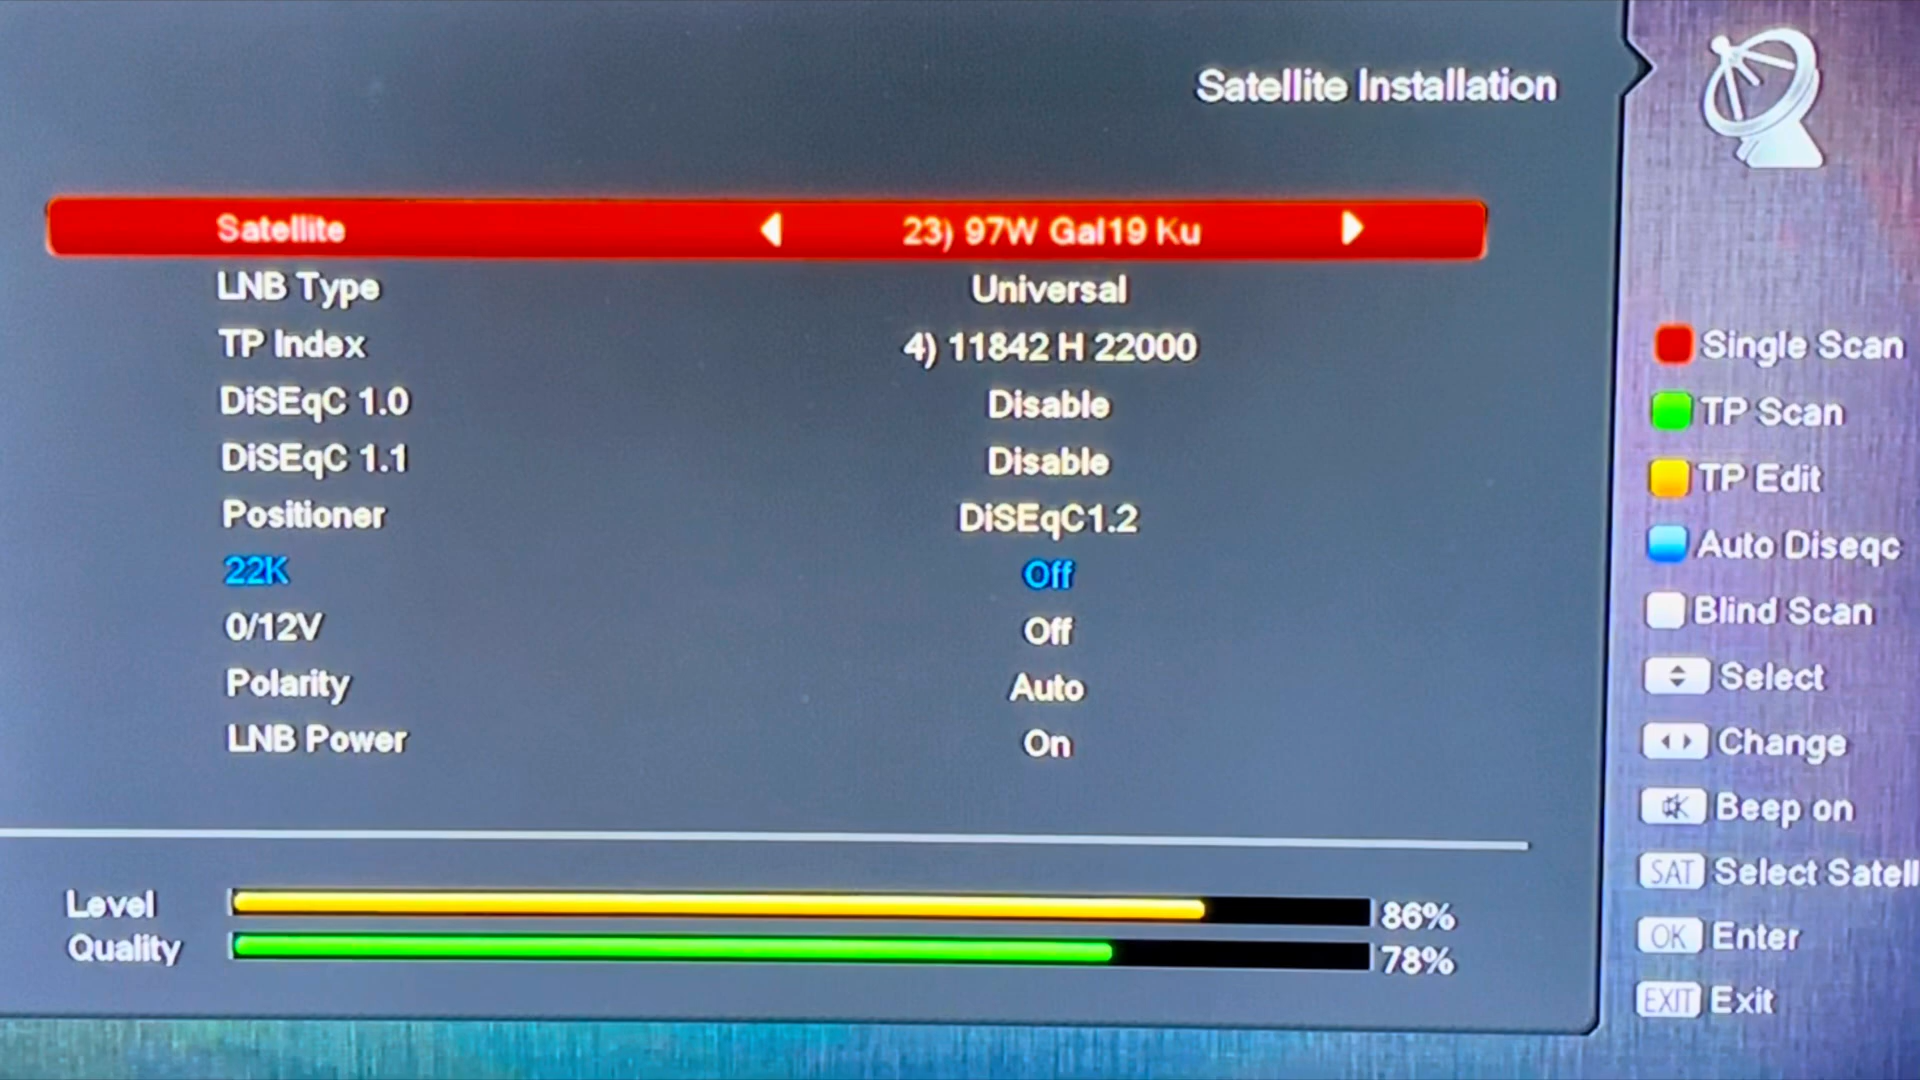 Satellite Installation
Satellite 23) 97W Gal19 Ku
LNB Type Universal
TP Index 4) 11842 H 22000
DiSEqC 1.0 Disable
DiSEqC 1.1 Disable
Positioner DiSEqC1.2
22K Off
0/12V Off
Polarity Auto
LNB Power On
Level 86%
Quality 78%
Single Scan
TP Scan
TP Edit
Auto Diseqc
Blind Scan
Select
Change
Beep on
SAT Select Satell
OK Enter
EXIT Exit